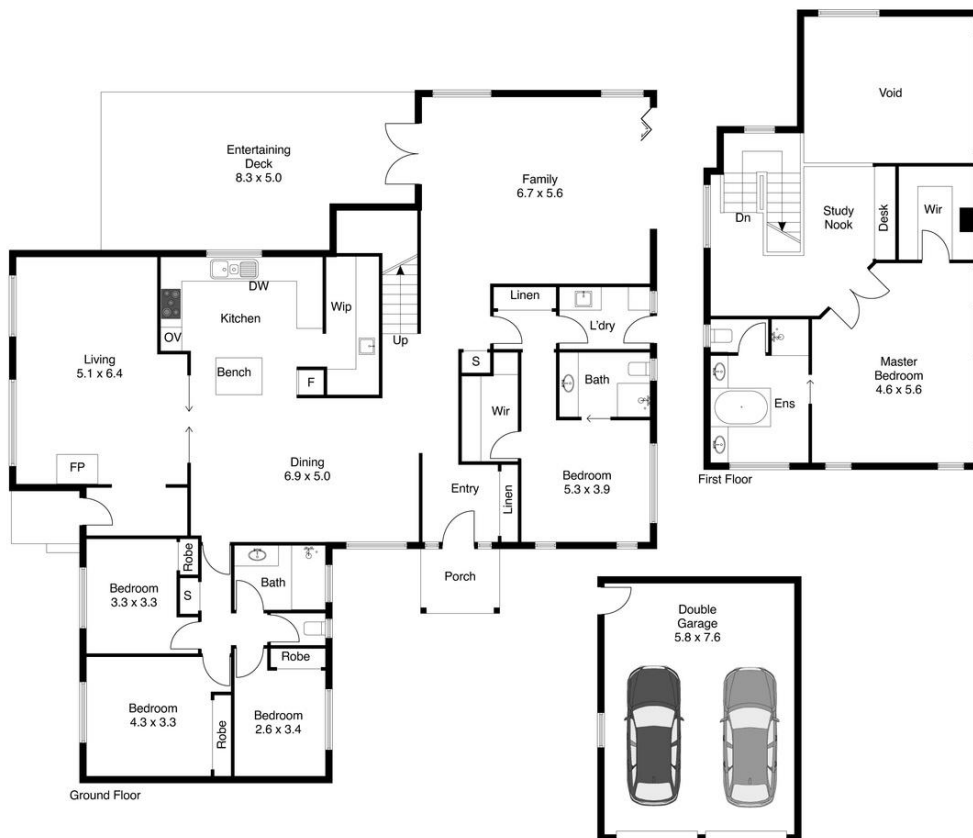 Void
Entertaining
Deck
8.3 x 5.0
Family
6.7 x 5.6
Dn
Study
Nook
Desk
Wir
DW
Kitchen
OV
Wip
Up
Linen
L'dry
Living
5.1 x 6.4
Bench
F
S
Bath
Wir
Master
Bedroom
4.6 x 5.6
Ens
FP
Dining
6.9 x 5.0
Entry
Linen
Bedroom
5.3 x 3.9
First Floor
Robe
Bedroom
3.3 x 3.3
S
Bath
Porch
Double
Garage
5.8 x 7.6
Robe
Bedroom
4.3 x 3.3
Robe
Bedroom
2.6 x 3.4
Ground Floor